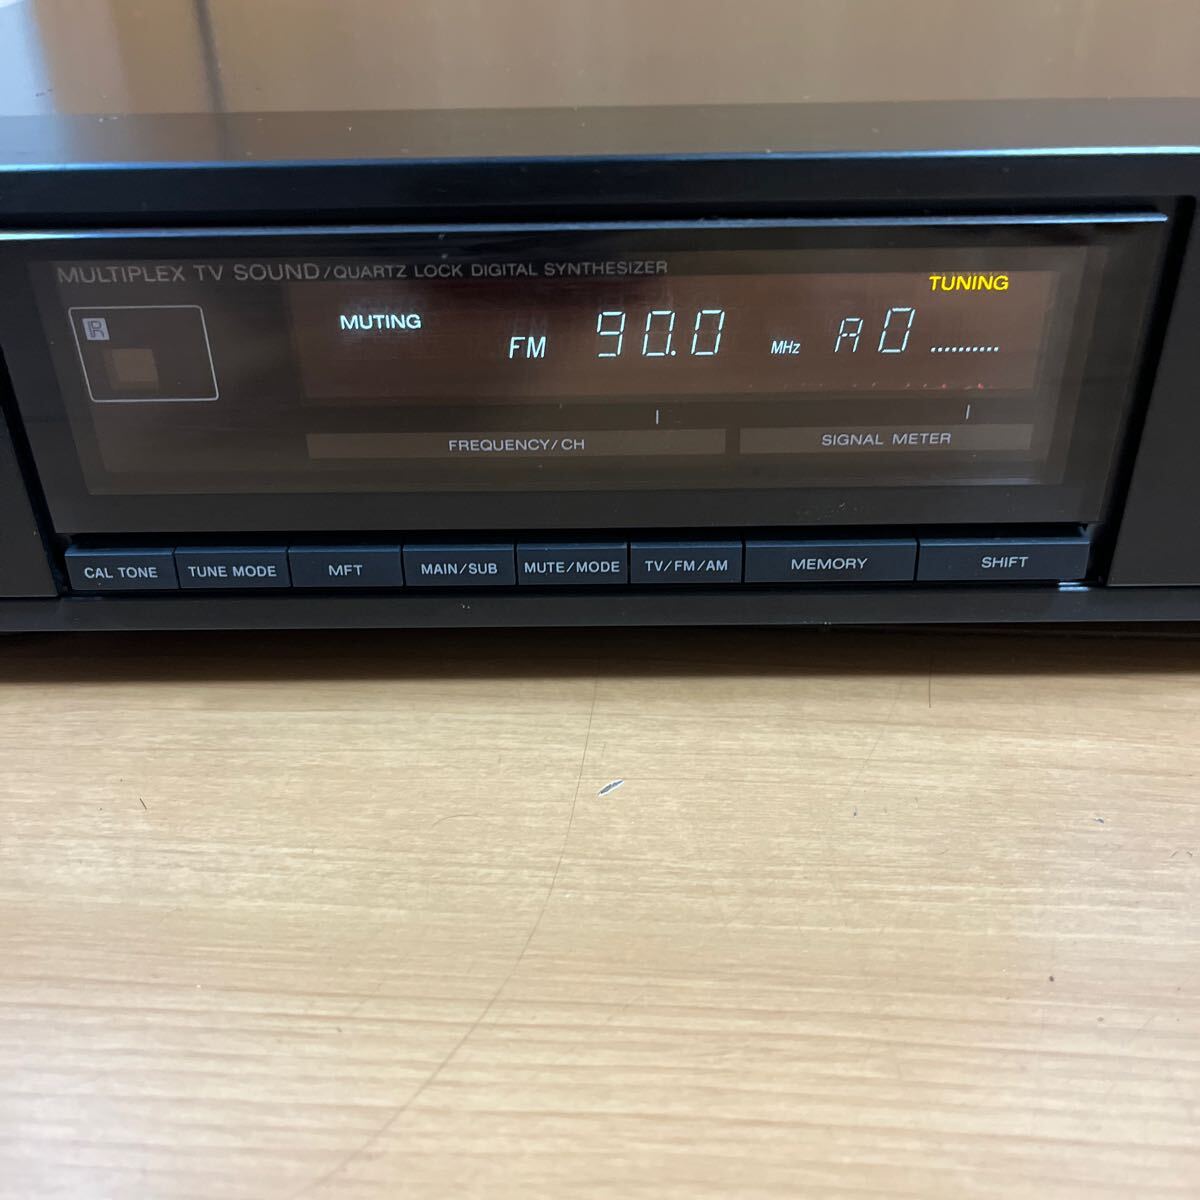 MULTIPLEX TV SOUND/QUARTZ LOCK DIGITAL SYNTHESIZER
TUNING
R
MUTING
FM 90.0 MHz A0
FREQUENCY/CH
SIGNAL METER
CAL TONE
TUNE MODE
MFT
MAIN/SUB
MUTE/MODE
TV/FM/AM
MEMORY
SHIFT